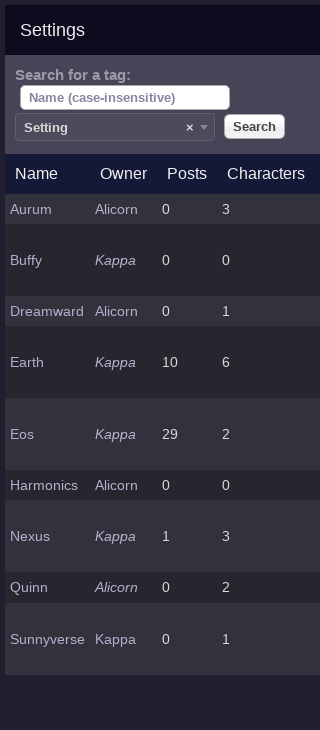 Settings
Search for a tag:
Name (case-insensitive)
Setting × Search
Name Owner Posts Characters
Aurum Alicorn 0 3
Buffy Kappa 0 0
Dreamward Alicorn 0 1
Earth Kappa 10 6
Eos Kappa 29 2
Harmonics Alicorn 0 0
Nexus Kappa 1 3
Quinn Alicorn 0 2
Sunnyverse Kappa 0 1